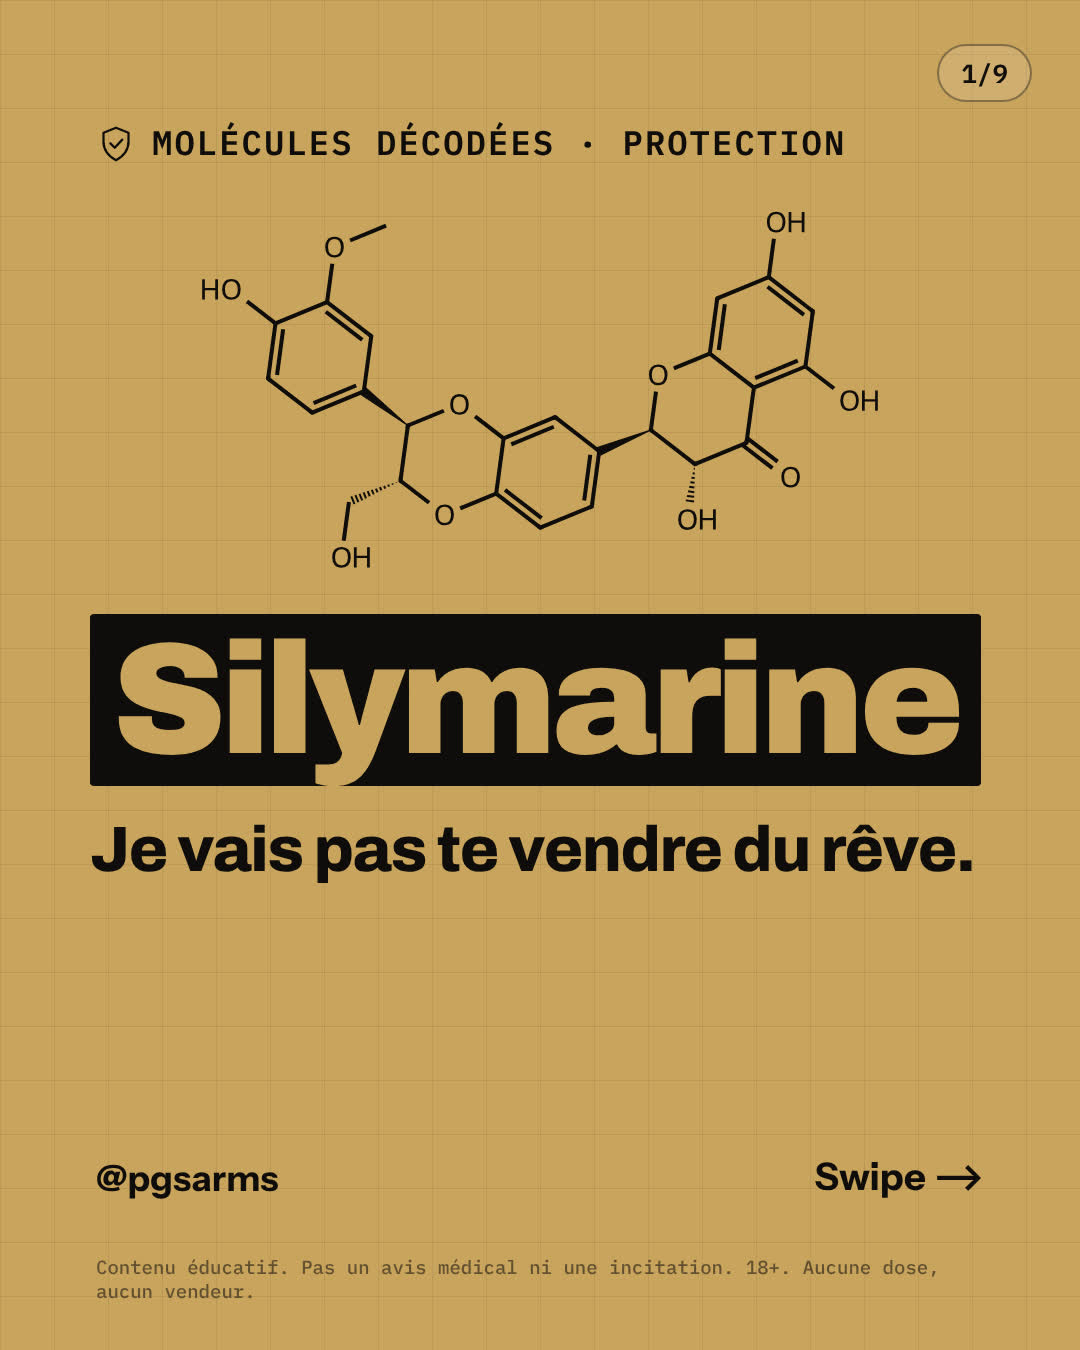 1/9
MOLÉCULES DÉCODÉES · PROTECTION
OH
O
HO
O
OH
O
O
O
OH
OH
Silymarine
Je vais pas te vendre du rêve.
@pgsarms
Swipe →
Contenu éducatif. Pas un avis médical ni une incitation. 18+. Aucune dose,
aucun vendeur.